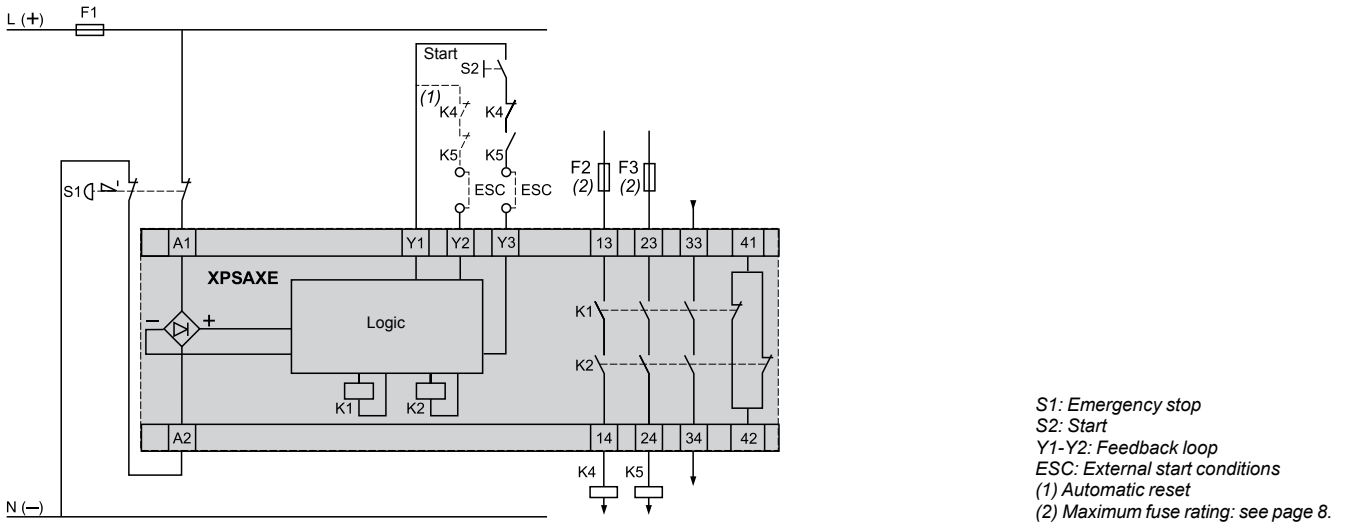 L (+)
F1
Start
S2
(1)
K4
K4
K5
K5
ESC
ESC
F2
(2)
F3
(2)
S1
A1
Y1
Y2
Y3
13
23
33
41
XPSAXE
Logic
K1
K2
– +
K1
K2
A2
14
24
34
42
K4
K5
N (–)
S1: Emergency stop
S2: Start
Y1-Y2: Feedback loop
ESC: External start conditions
(1) Automatic reset
(2) Maximum fuse rating: see page 8.